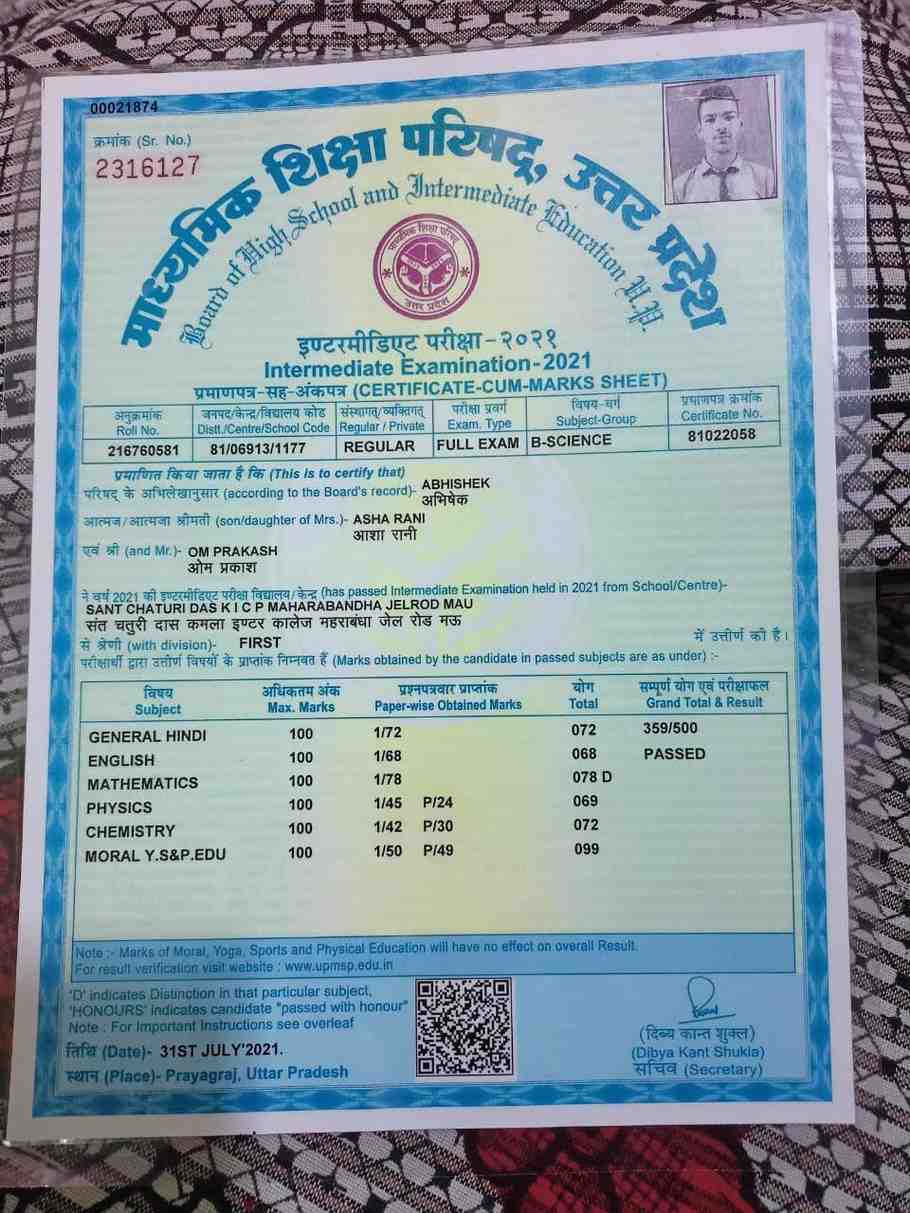 00021874
क्रमांक (Sr. No.)
2316127
माध्यमिक शिक्षा परिषद्, उत्तर प्रदेश
Board of High School and Intermediate Education U.P.
माध्यमिक शिक्षा परिषद्
उत्तर प्रदेश
इण्टरमीडिएट परीक्षा-२०२१
Intermediate Examination-2021
प्रमाणपत्र-सह-अंकपत्र (CERTIFICATE-CUM-MARKS SHEET)
अनुक्रमांक जनपद/केन्द्र/विद्यालय कोड संस्थागत्/व्यक्तिगत् परीक्षा प्रवर्ग विषय-वर्ग प्रमाणपत्र क्रमांक
Roll No. Distt./Centre/School Code Regular / Private Exam. Type Subject-Group Certificate No.
216760581 81/06913/1177 REGULAR FULL EXAM B-SCIENCE 81022058
प्रमाणित किया जाता है कि (This is to certify that)
परिषद् के अभिलेखानुसार (according to the Board's record)- ABHISHEK
अभिषेक
आत्मज/आत्मजा श्रीमती (son/daughter of Mrs.)- ASHA RANI
आशा रानी
एवं श्री (and Mr.)- OM PRAKASH
ओम प्रकाश
ने वर्ष 2021 की इण्टरमीडिएट परीक्षा विद्यालय/केन्द्र (has passed Intermediate Examination held in 2021 from School/Centre)-
SANT CHATURI DAS K I C P MAHARABANDHA JELROD MAU
संत चतुरी दास कमला इण्टर कालेज महराबंधा जेल रोड मऊ
से श्रेणी (with division)- FIRST में उत्तीर्ण की है।
परीक्षार्थी द्वारा उत्तीर्ण विषयों के प्राप्तांक निम्नवत हैं (Marks obtained by the candidate in passed subjects are as under) :-
विषय अधिकतम अंक प्रश्नपत्रवार प्राप्तांक योग सम्पूर्ण योग एवं परीक्षाफल
Subject Max. Marks Paper-wise Obtained Marks Total Grand Total & Result
GENERAL HINDI 100 1/72 072 359/500
ENGLISH 100 1/68 068 PASSED
MATHEMATICS 100 1/78 078 D
PHYSICS 100 1/45 P/24 069
CHEMISTRY 100 1/42 P/30 072
MORAL Y.S&P.EDU 100 1/50 P/49 099
Note :- Marks of Moral, Yoga, Sports and Physical Education will have no effect on overall Result.
For result verification visit website : www.upmsp.edu.in
'D' indicates Distinction in that particular subject,
'HONOURS' indicates candidate "passed with honour"
Note : For Important Instructions see overleaf
तिथि (Date)- 31ST JULY'2021.
स्थान (Place)- Prayagraj, Uttar Pradesh
(दिब्य कान्त शुक्ल)
(Dibya Kant Shukla)
सचिव (Secretary)